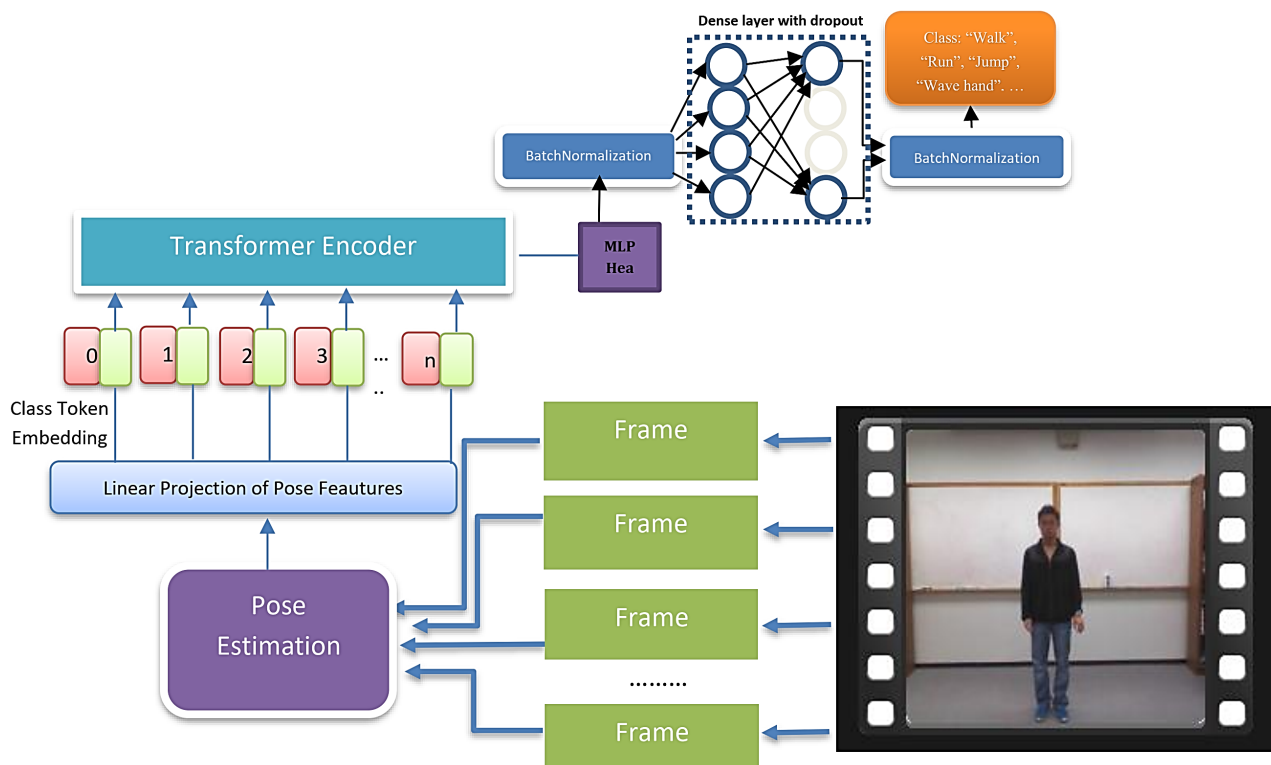 Dense layer with dropout
Class: “Walk”,
“Run”, “Jump”,
“Wave hand”. …
BatchNormalization
BatchNormalization
Transformer Encoder
MLP
Hea
0
1
2
3
...
..
n
Class Token
Embedding
Linear Projection of Pose Feautures
Pose
Estimation
Frame
Frame
Frame
.........
Frame